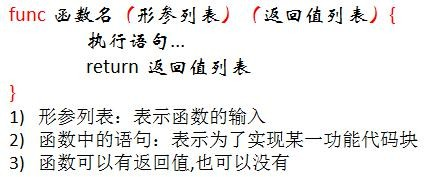 func 函数名（形参列表）（返回值列表）{
执行语句...
return 返回值列表
}
1) 形参列表：表示函数的输入
2) 函数中的语句：表示为了实现某一功能代码块
3) 函数可以有返回值,也可以没有